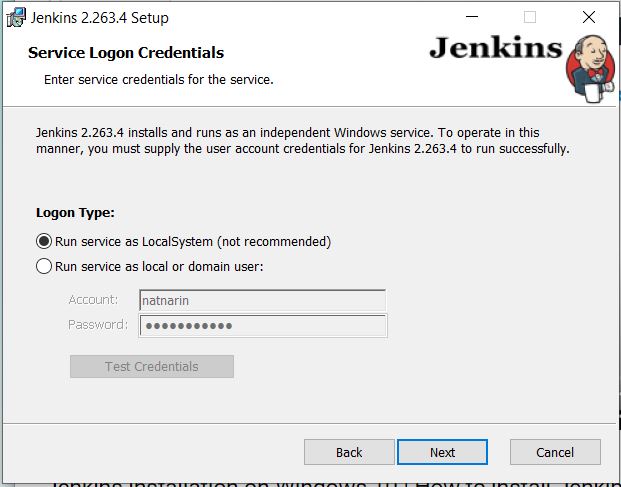 Jenkins 2.263.4 Setup
Service Logon Credentials
Jenkins
Enter service credentials for the service.
Jenkins 2.263.4 installs and runs as an independent Windows service. To operate in this
manner, you must supply the user account credentials for Jenkins 2.263.4 to run successfully.
Logon Type:
Run service as LocalSystem (not recommended)
Run service as local or domain user:
Account: natnarin
Password: ●●●●●●●●●●●
Test Credentials
Back Next Cancel